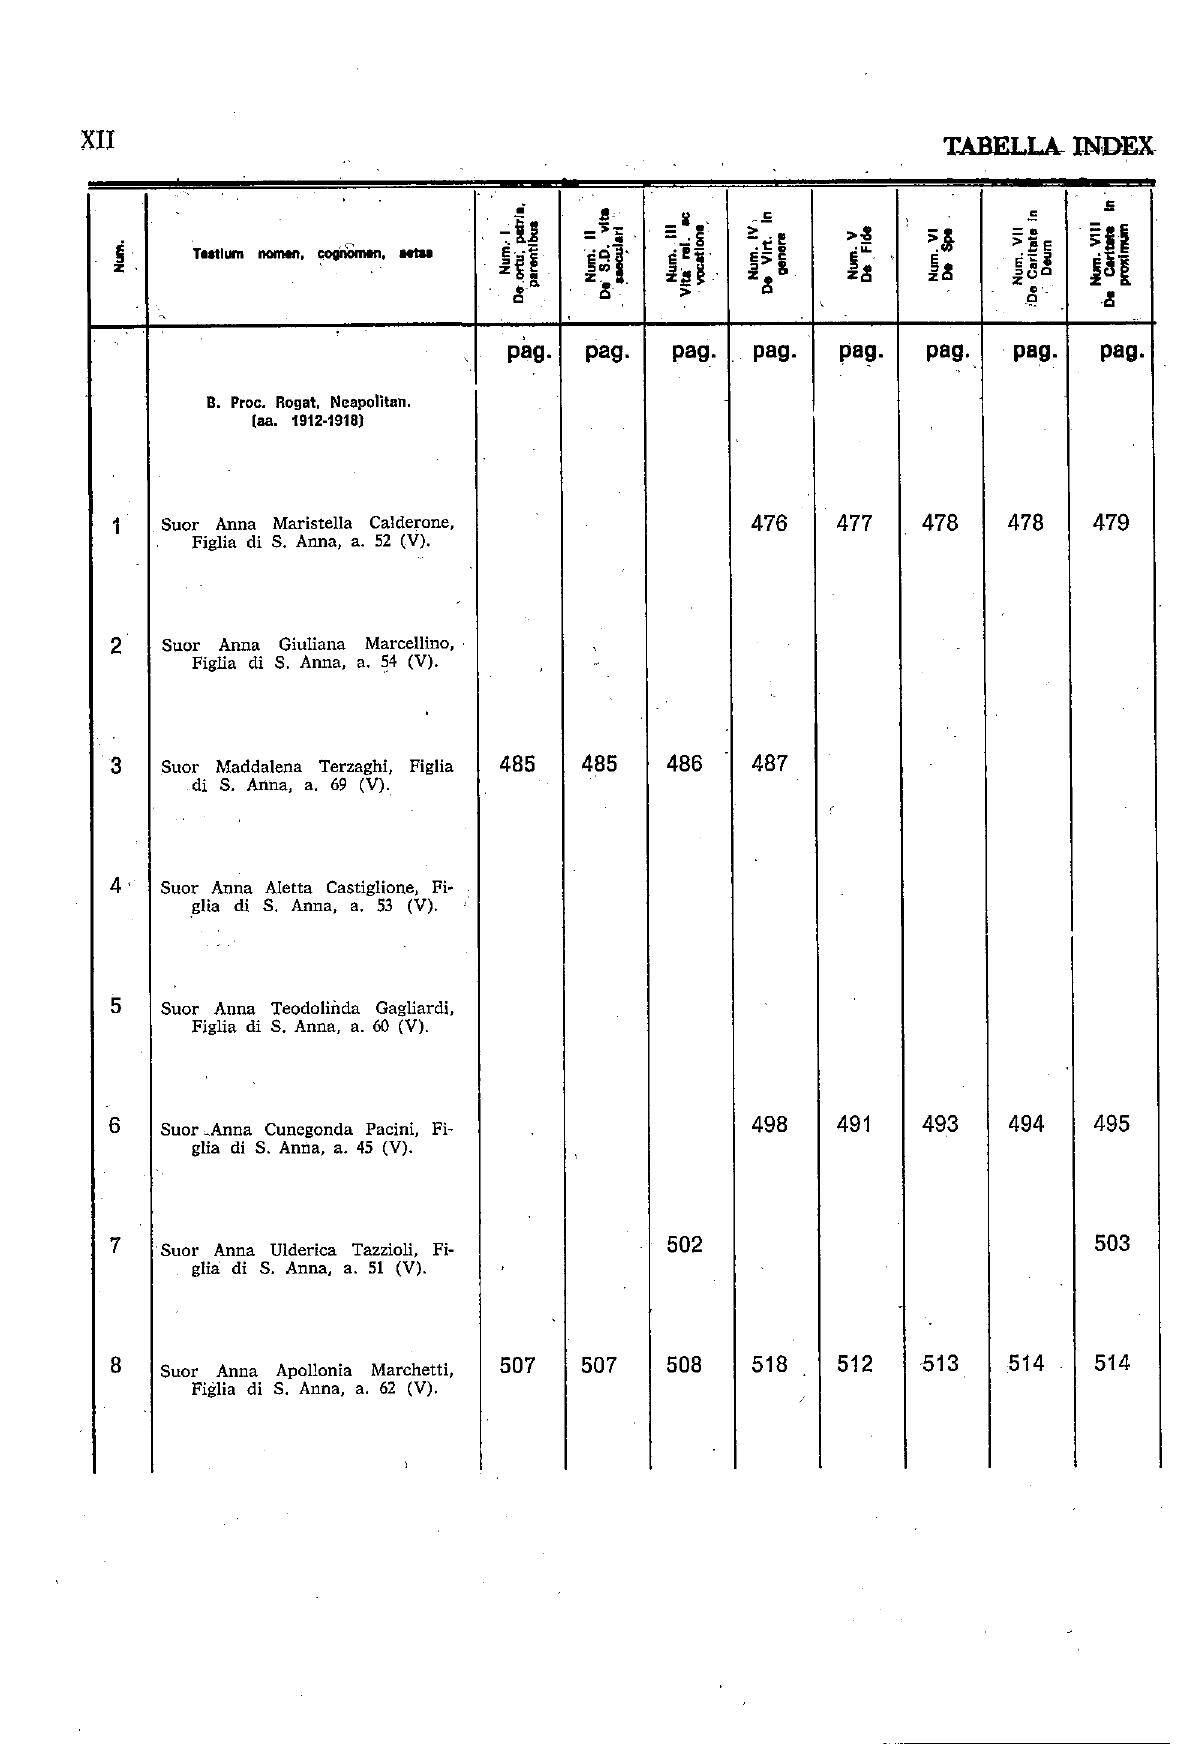 XII
TABELLA INDEX
Num.
Testium nomen, cognomen, aetas
Num. I
De ortu, patria,
parentibus
Num. II
De S.D. vita
saeculari
Num. III
Vita rel. ac
vocatione
Num. IV
De Virt. in
genere
Num. V
De Fide
Num. VI
De Spe
Num. VII
De Caritate in
Deum
Num. VIII
De Caritate in
proximum
pag. pag. pag. pag. pag. pag. pag. pag.
B. Proc. Rogat. Neapolitan.
(aa. 1912-1918)
1 Suor Anna Maristella Calderone, 476 477 478 478 479
Figlia di S. Anna, a. 52 (V).
2 Suor Anna Giuliana Marcellino,
Figlia di S. Anna, a. 54 (V).
3 Suor Maddalena Terzaghi, Figlia 485 485 486 487
di S. Anna, a. 69 (V).
4 Suor Anna Aletta Castiglione, Fi-
glia di S. Anna, a. 53 (V).
5 Suor Anna Teodolinda Gagliardi,
Figlia di S. Anna, a. 60 (V).
6 Suor Anna Cunegonda Pacini, Fi- 498 491 493 494 495
glia di S. Anna, a. 45 (V).
7 Suor Anna Ulderica Tazzioli, Fi- 502 503
glia di S. Anna, a. 51 (V).
8 Suor Anna Apollonia Marchetti, 507 507 508 518 512 513 514 514
Figlia di S. Anna, a. 62 (V).